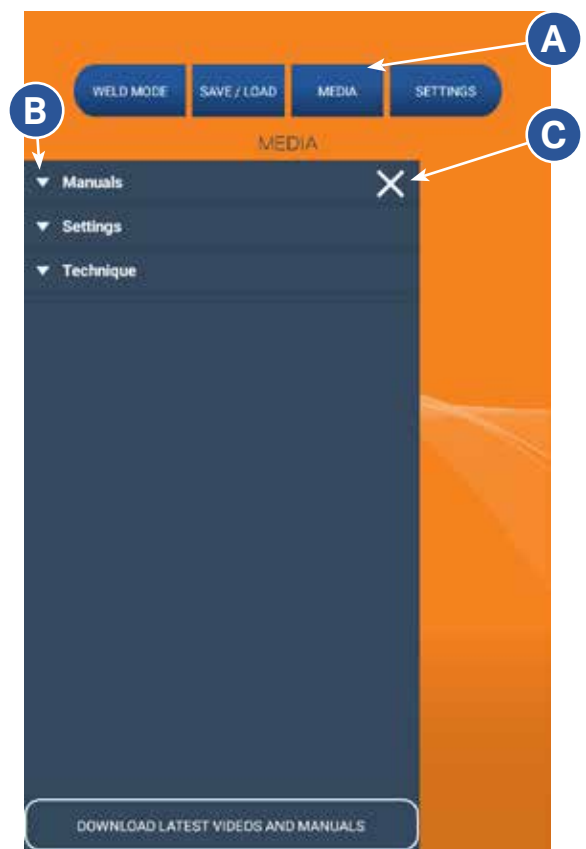 A
WELD MODE SAVE / LOAD MEDIA SETTINGS
B
C
MEDIA
Manuals
Settings
Technique
DOWNLOAD LATEST VIDEOS AND MANUALS